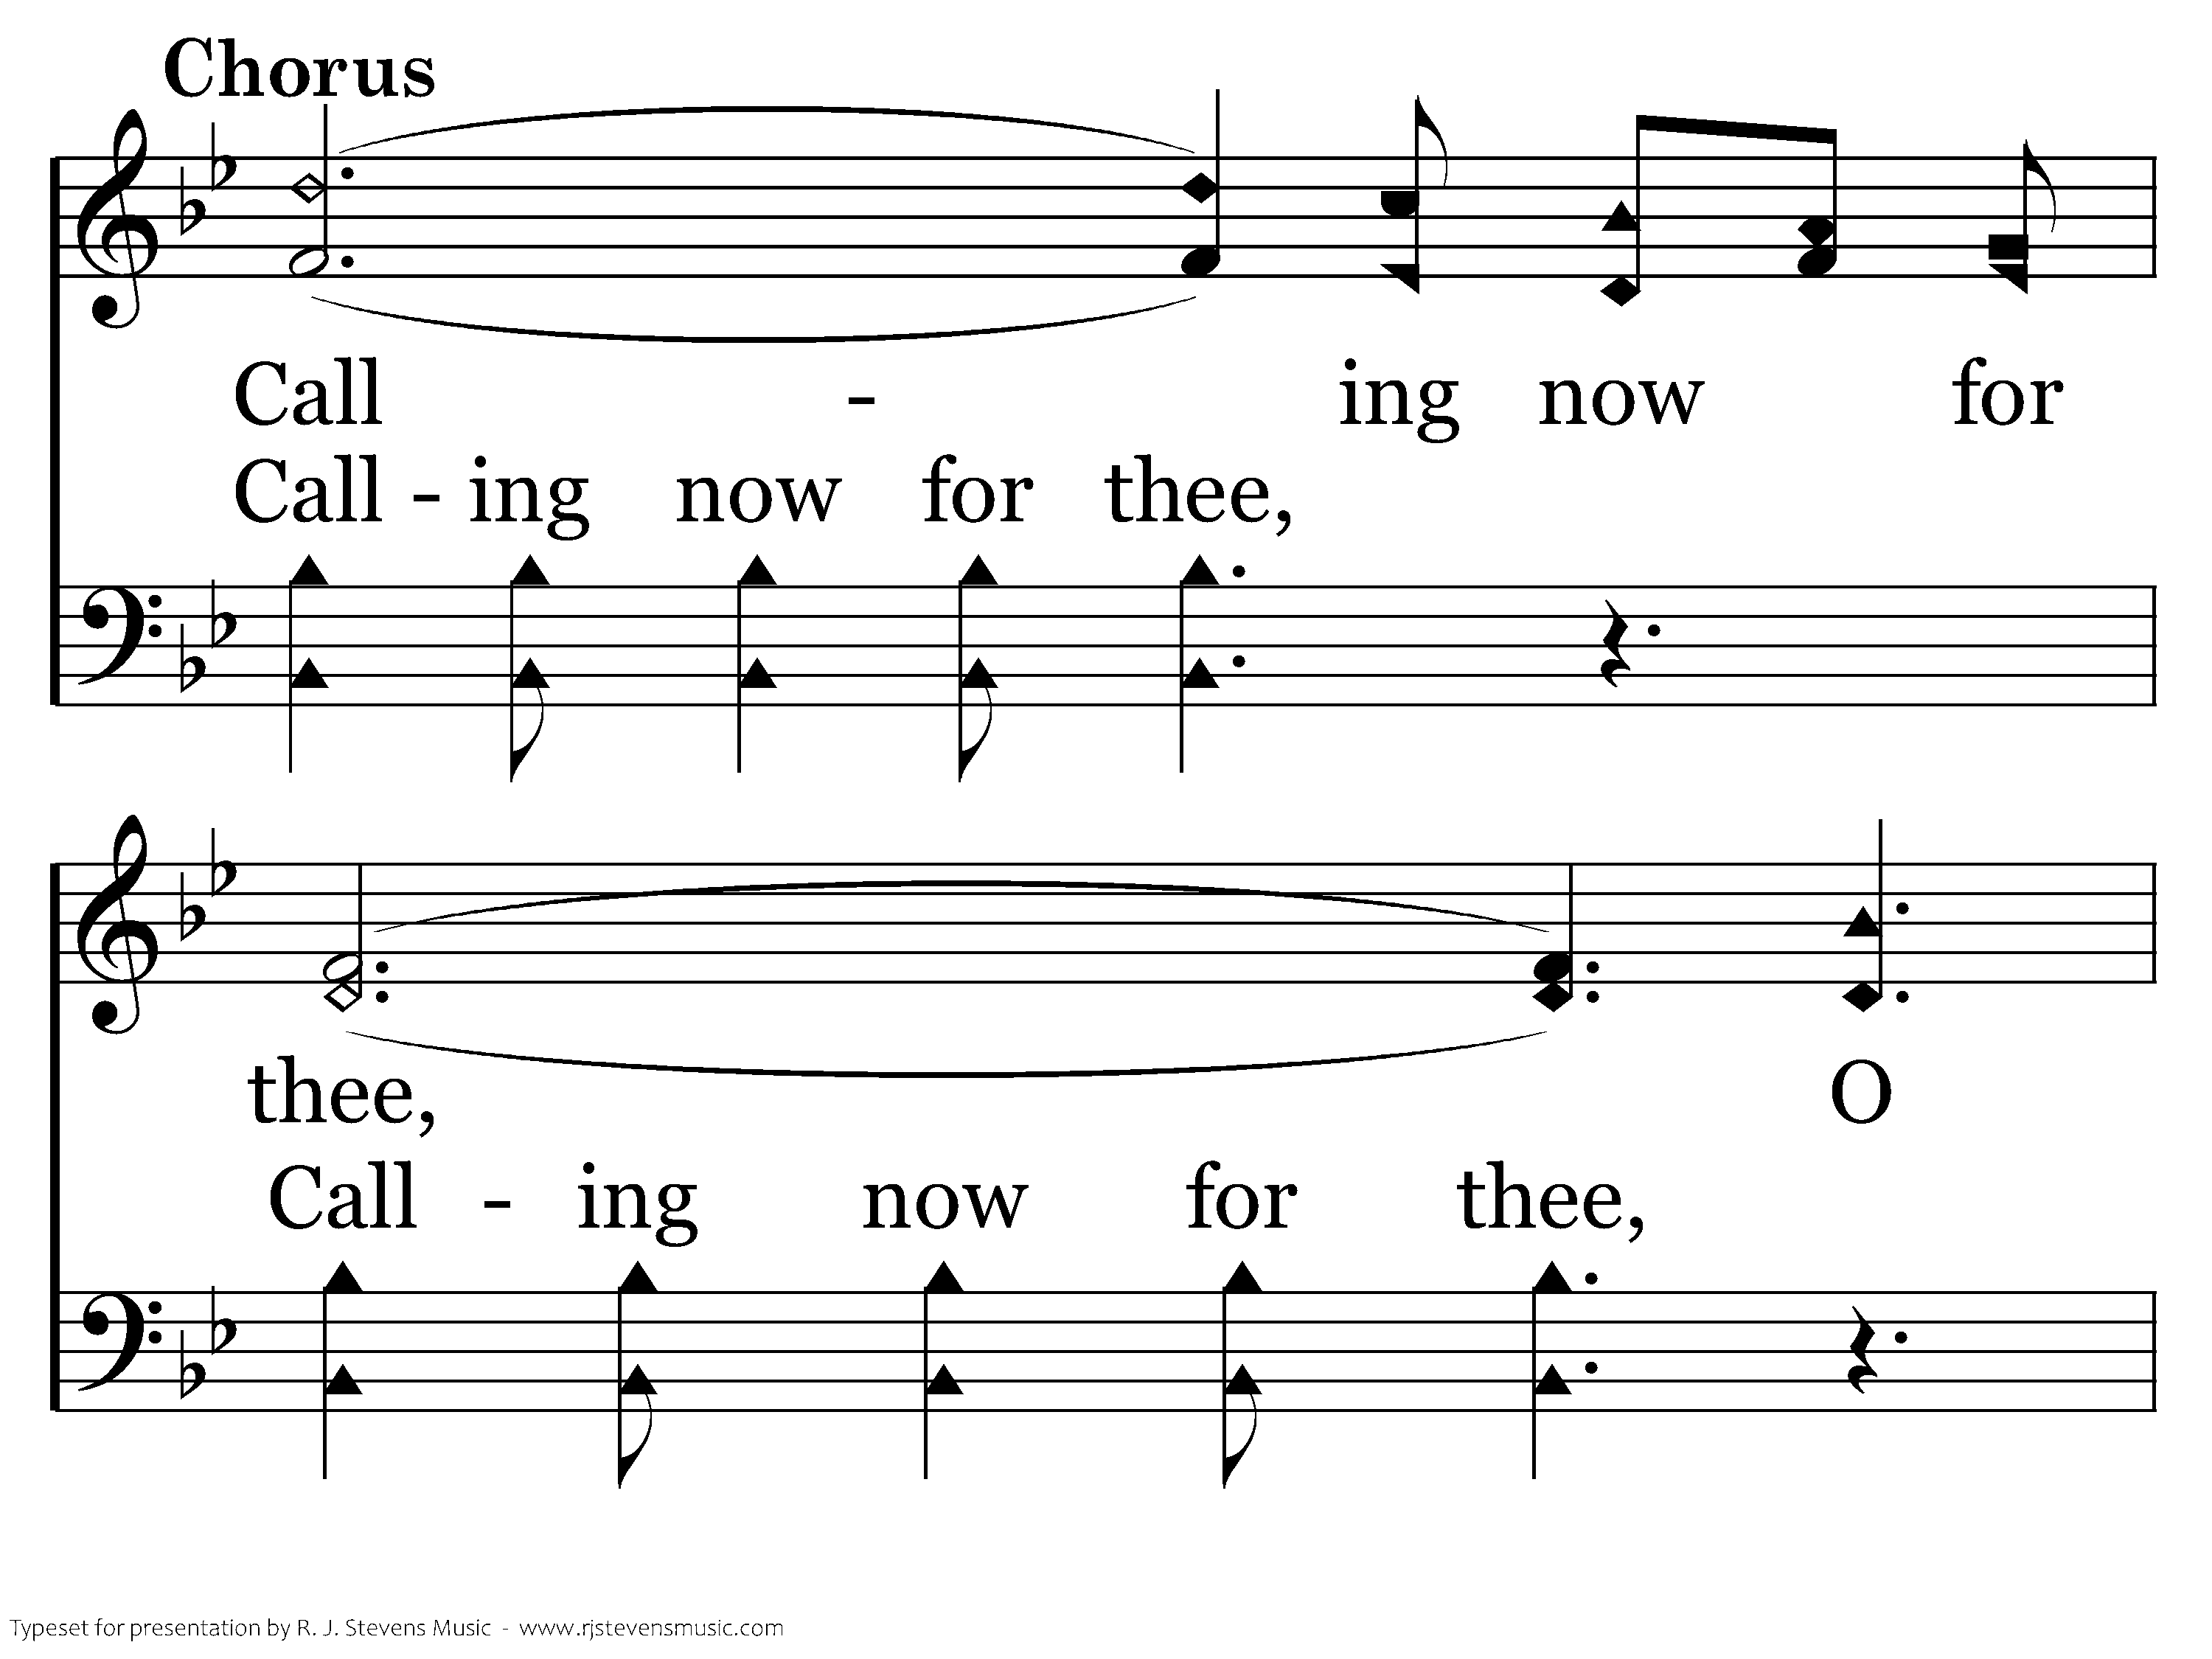 Chorus
Call - ing now for
Call - ing now for thee,
thee, O
Call - ing now for thee,
Typeset for presentation by R. J. Stevens Music - www.rjstevensmusic.com